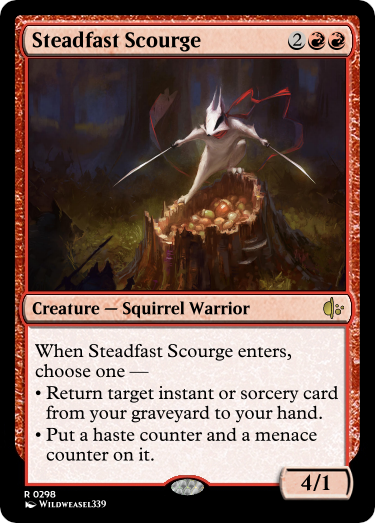 Steadfast Scourge 2
Creature — Squirrel Warrior
When Steadfast Scourge enters,
choose one —
• Return target instant or sorcery card
from your graveyard to your hand.
• Put a haste counter and a menace
counter on it.
4/1
R 0298
Wildweasel339